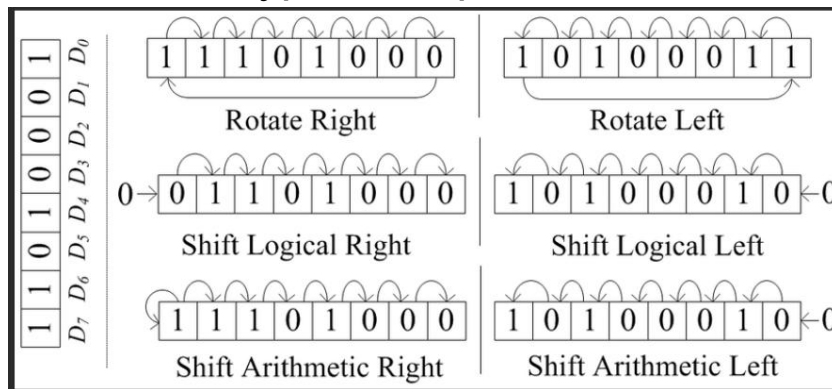 1 1 0 1 0 0 0 1
D7 D6 D5 D4 D3 D2 D1 D0
1 1 1 0 1 0 0 0
Rotate Right
1 0 1 0 0 0 1 1
Rotate Left
0 0 1 1 0 1 0 0 0
Shift Logical Right
1 0 1 0 0 0 1 0 0
Shift Logical Left
1 1 1 0 1 0 0 0
Shift Arithmetic Right
1 0 1 0 0 0 1 0 0
Shift Arithmetic Left